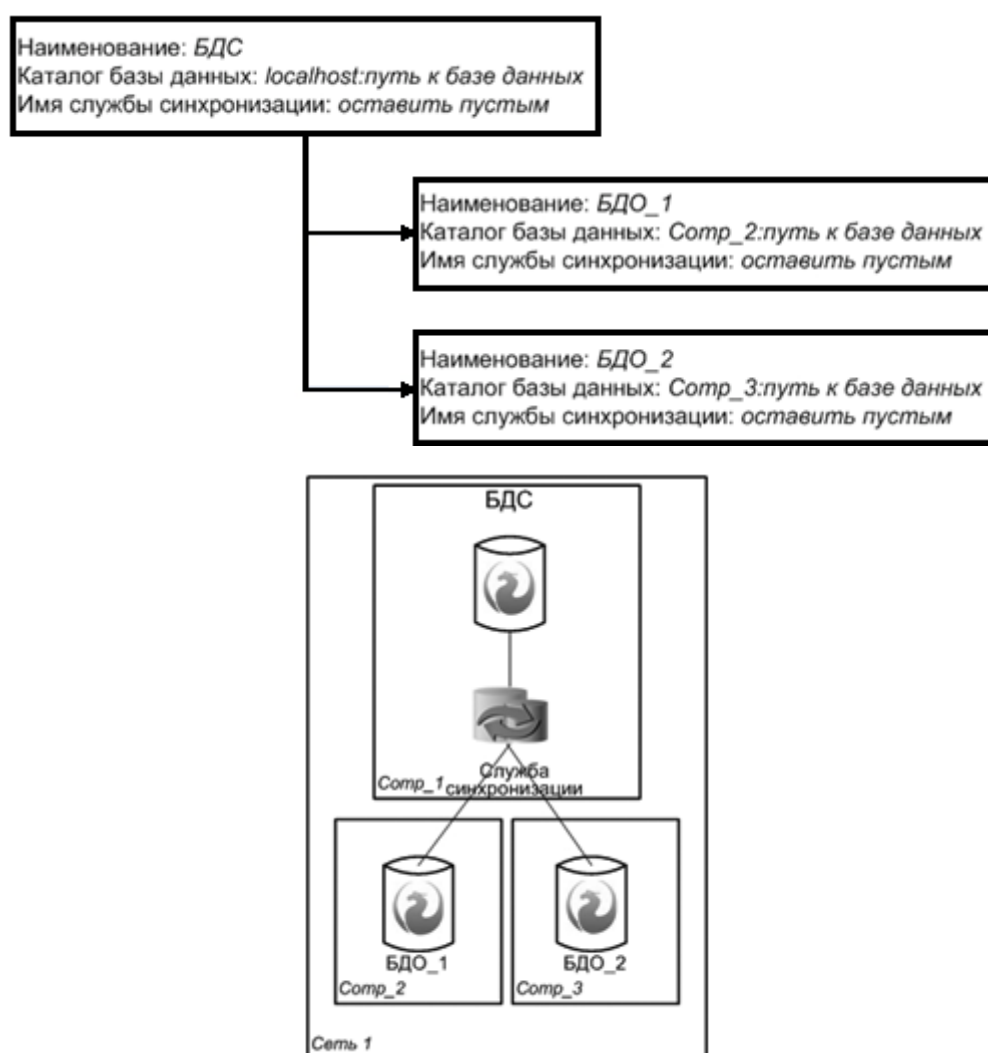 Наименование: БДС
Каталог базы данных: localhost:путь к базе данных
Имя службы синхронизации: оставить пустым
Наименование: БДО_1
Каталог базы данных: Comp_2:путь к базе данных
Имя службы синхронизации: оставить пустым
Наименование: БДО_2
Каталог базы данных: Comp_3:путь к базе данных
Имя службы синхронизации: оставить пустым
БДС
Служба
синхронизации
Comp_1
БДО_1
Comp_2
БДО_2
Comp_3
Сеть 1